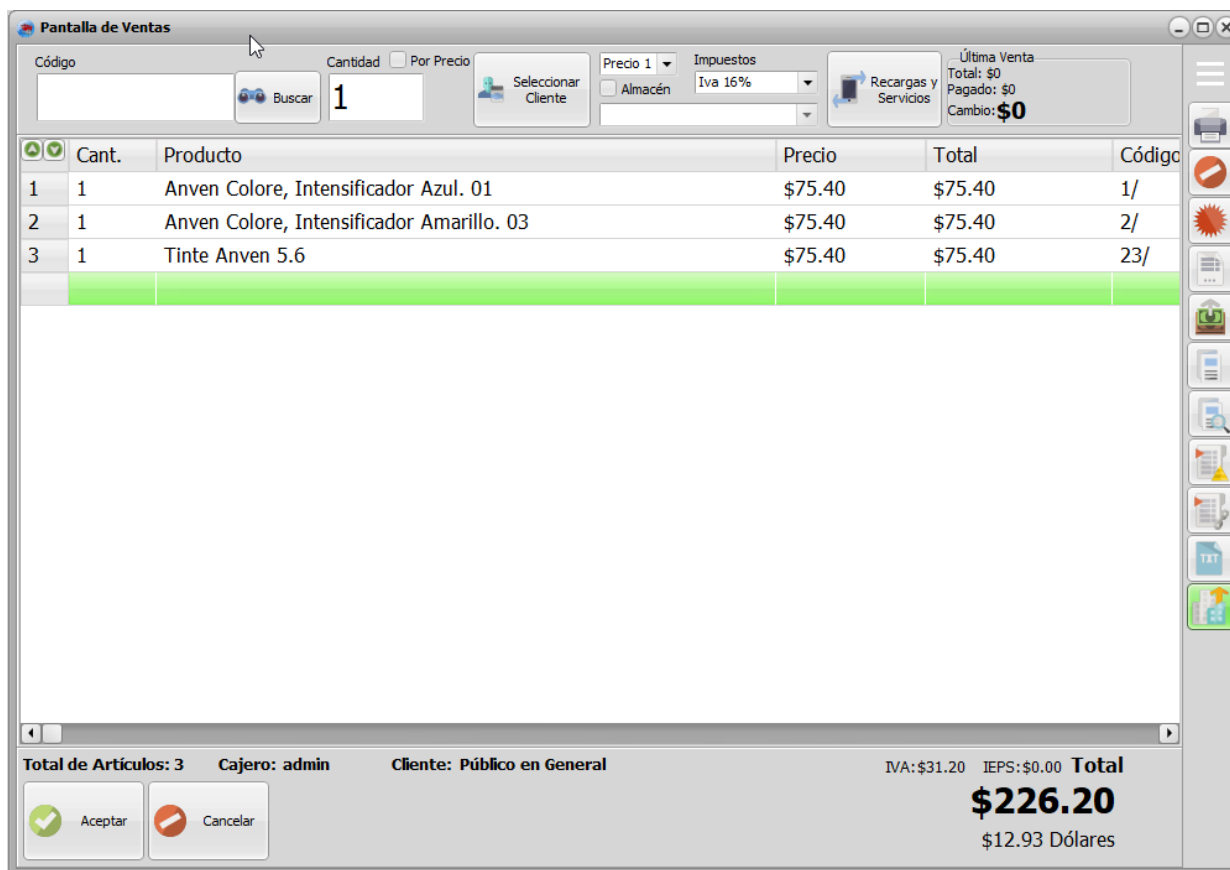 Pantalla de Ventas
Código
Buscar
Cantidad Por Precio
1
Seleccionar
Cliente
Precio 1
Almacén
Impuestos
Iva 16%
Recargas y
Servicios
Última Venta
Total: $0
Pagado: $0
Cambio: $0
Cant. Producto Precio Total Código
1 1 Anven Colore, Intensificador Azul. 01 $75.40 $75.40 1/
2 1 Anven Colore, Intensificador Amarillo. 03 $75.40 $75.40 2/
3 1 Tinte Anven 5.6 $75.40 $75.40 23/
TXT
Total de Artículos: 3 Cajero: admin Cliente: Público en General
IVA:$31.20 IEPS:$0.00 Total
$226.20
$12.93 Dólares
Aceptar Cancelar